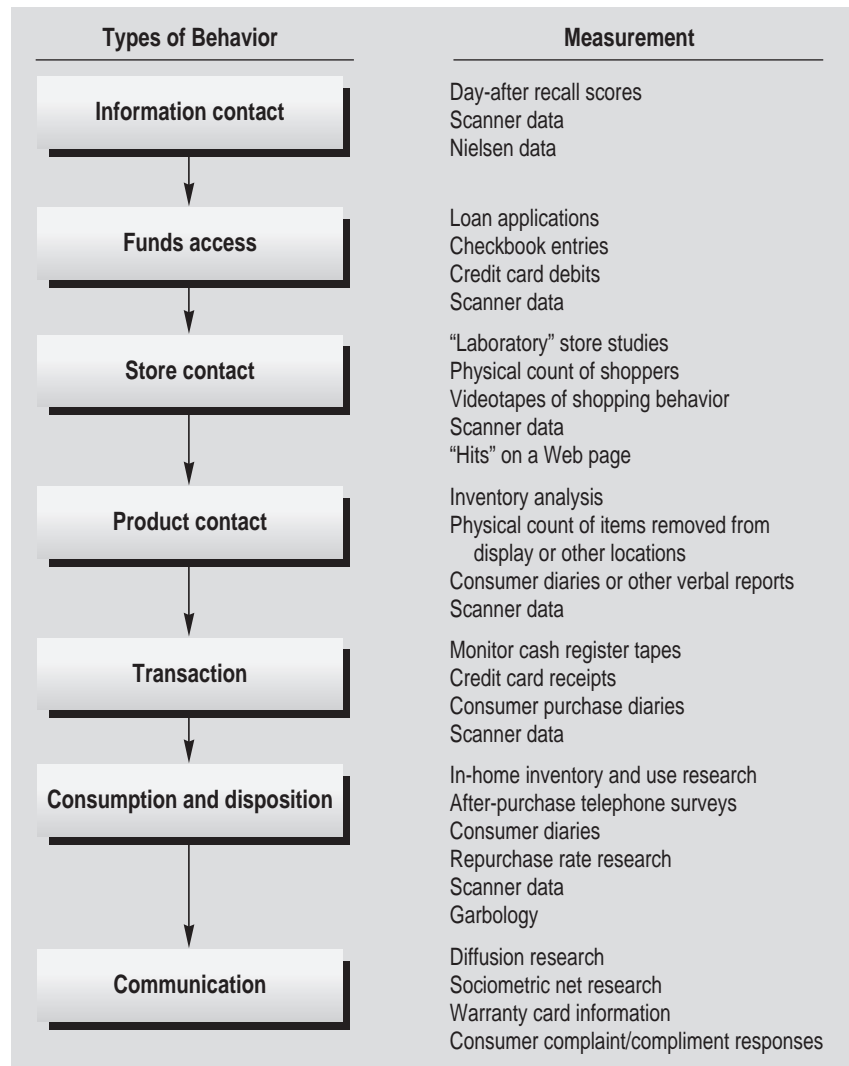 Types of Behavior
Measurement
Information contact
Day-after recall scores
Scanner data
Nielsen data
Funds access
Loan applications
Checkbook entries
Credit card debits
Scanner data
Store contact
“Laboratory” store studies
Physical count of shoppers
Videotapes of shopping behavior
Scanner data
“Hits” on a Web page
Product contact
Inventory analysis
Physical count of items removed from
display or other locations
Consumer diaries or other verbal reports
Scanner data
Transaction
Monitor cash register tapes
Credit card receipts
Consumer purchase diaries
Scanner data
Consumption and disposition
In-home inventory and use research
After-purchase telephone surveys
Consumer diaries
Repurchase rate research
Scanner data
Garbology
Communication
Diffusion research
Sociometric net research
Warranty card information
Consumer complaint/compliment responses